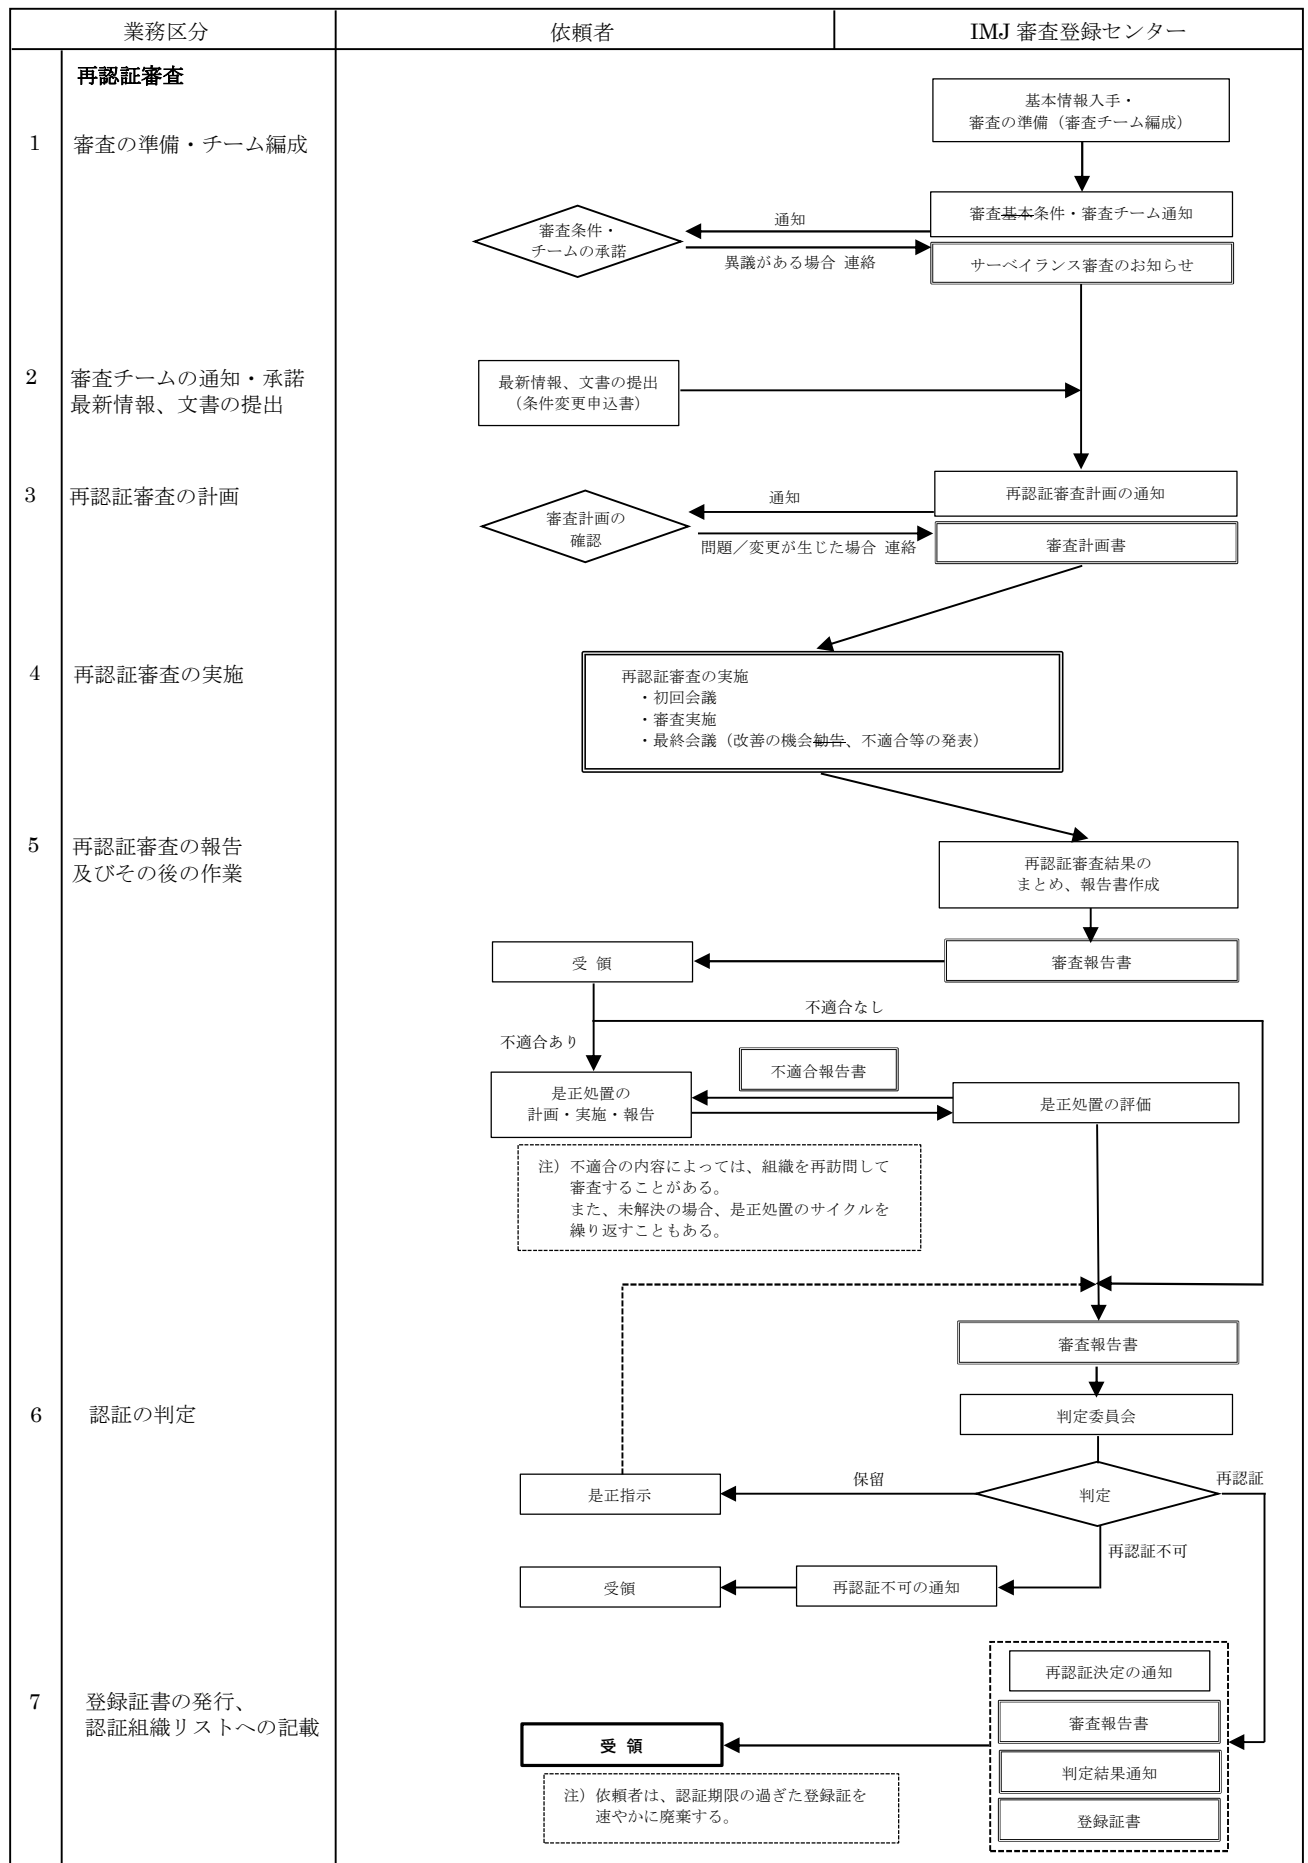 業務区分
依頼者
IMJ 審査登録センター
再認証審査
基本情報入手・
審査の準備（審査チーム編成）
1
審査の準備・チーム編成
審査基本条件・審査チーム通知
通知
審査条件・
チームの承諾
異議がある場合 連絡
サーベイランス審査のお知らせ
2
審査チームの通知・承諾
最新情報、文書の提出
最新情報、文書の提出
（条件変更申込書）
3
再認証審査の計画
再認証審査計画の通知
通知
審査計画の
確認
問題／変更が生じた場合 連絡
審査計画書
4
再認証審査の実施
再認証審査の実施
・初回会議
・審査実施
・最終会議（改善の機会勧告、不適合等の発表）
5
再認証審査の報告
及びその後の作業
再認証審査結果の
まとめ、報告書作成
受 領
審査報告書
不適合なし
不適合あり
不適合報告書
是正処置の
計画・実施・報告
是正処置の評価
注）不適合の内容によっては、組織を再訪問して
審査することがある。
また、未解決の場合、是正処置のサイクルを
繰り返すこともある。
審査報告書
6
認証の判定
判定委員会
保留
再認証
是正指示
判定
再認証不可
受領
再認証不可の通知
再認証決定の通知
7
登録証書の発行、
認証組織リストへの記載
審査報告書
受 領
判定結果通知
注）依頼者は、認証期限の過ぎた登録証を
速やかに廃棄する。
登録証書